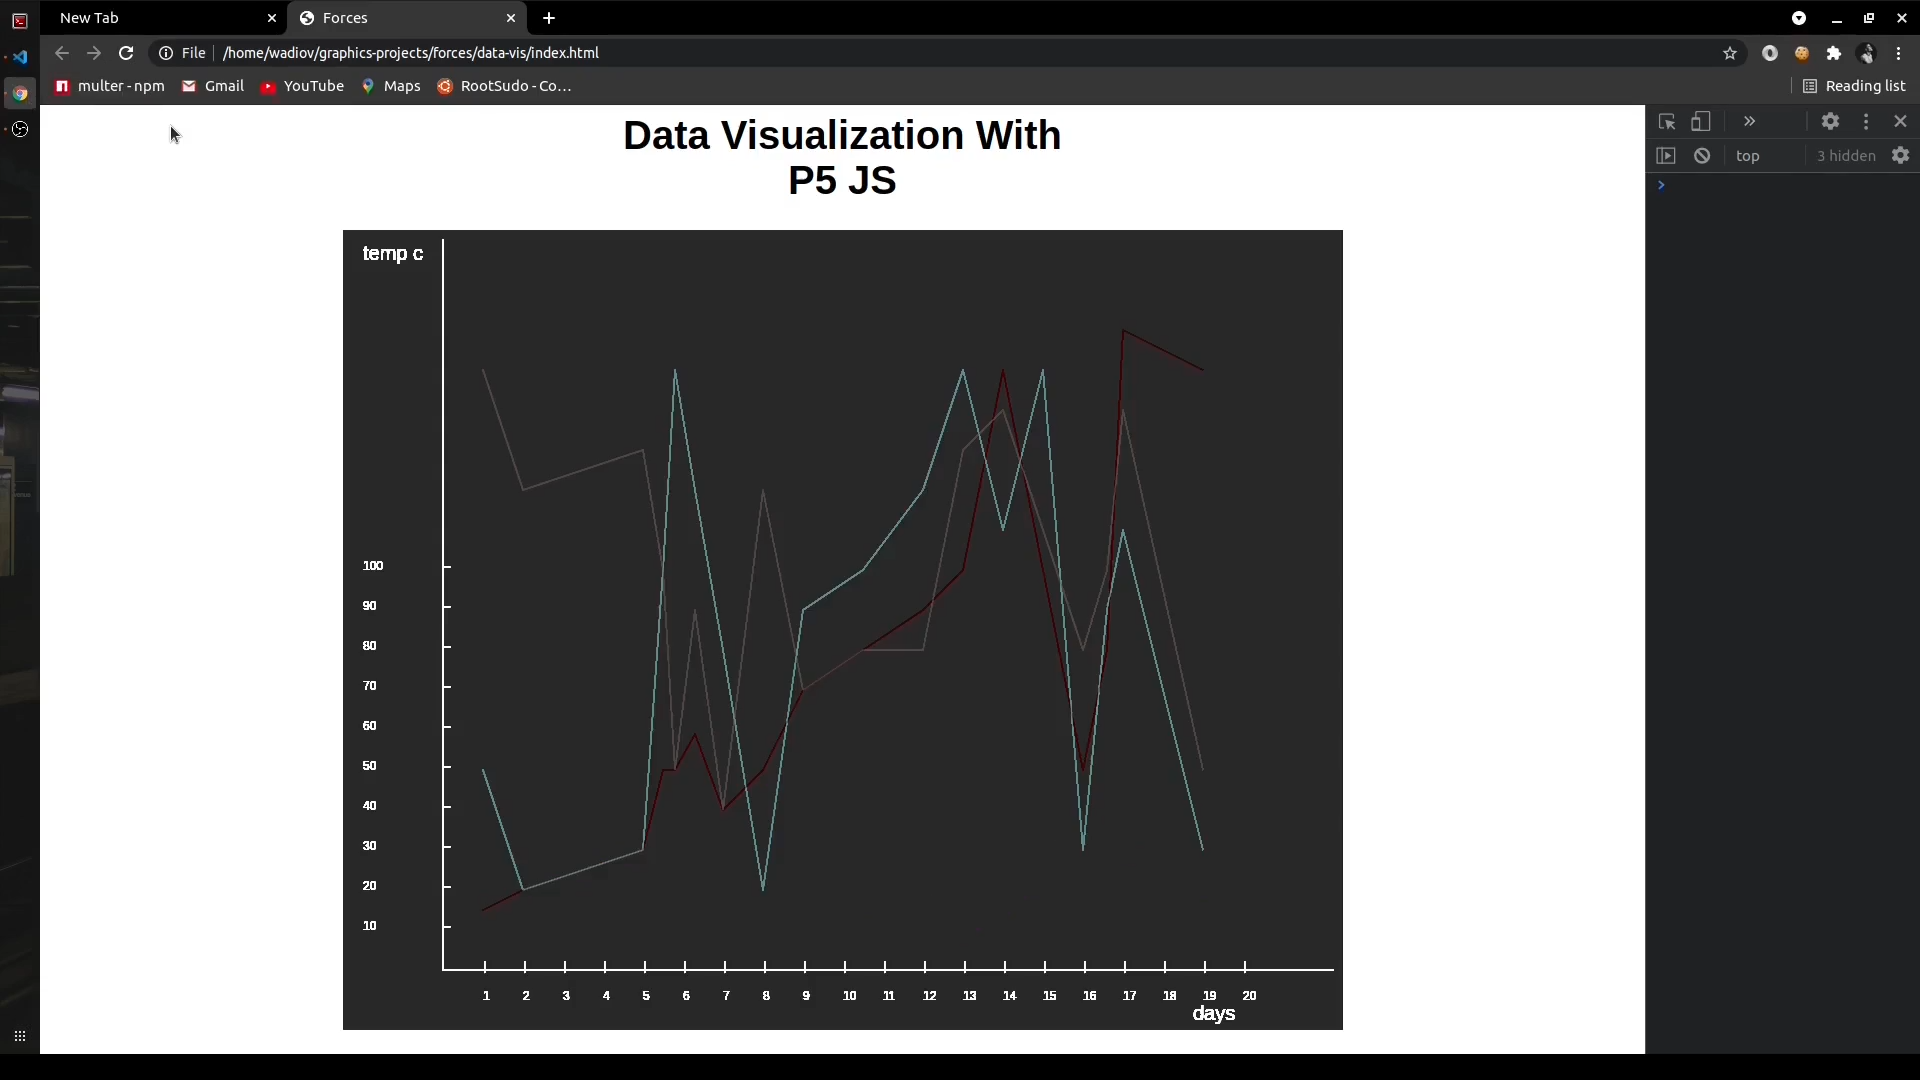 New Tab
Forces
File /home/wadiov/graphics-projects/forces/data-vis/index.html
multer - npm Gmail YouTube Maps RootSudo - Co... Reading list
Data Visualization With
P5 JS
top 3 hidden
temp c
100
90
80
70
60
50
40
30
20
10
1 2 3 4 5 6 7 8 9 10 11 12 13 14 15 16 17 18 19 20
days